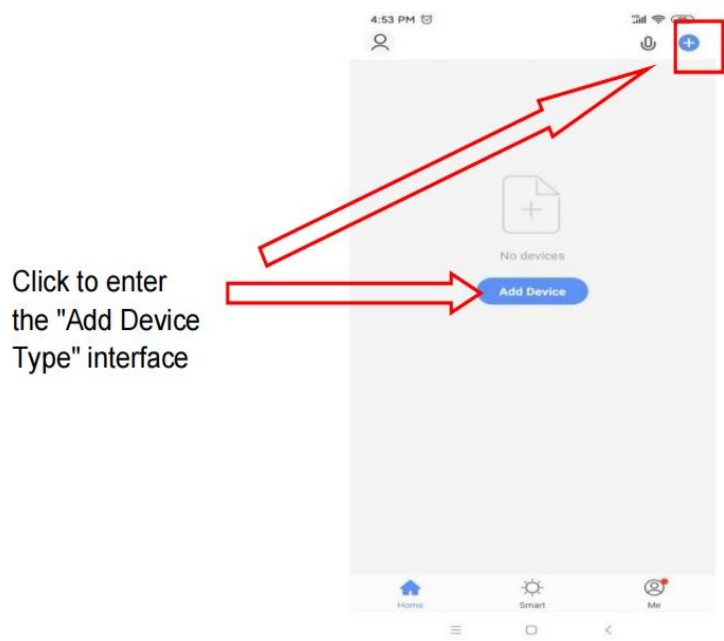 4:53 PM
No devices
Add Device
Click to enter
the "Add Device
Type" interface
Home
Smart
Me